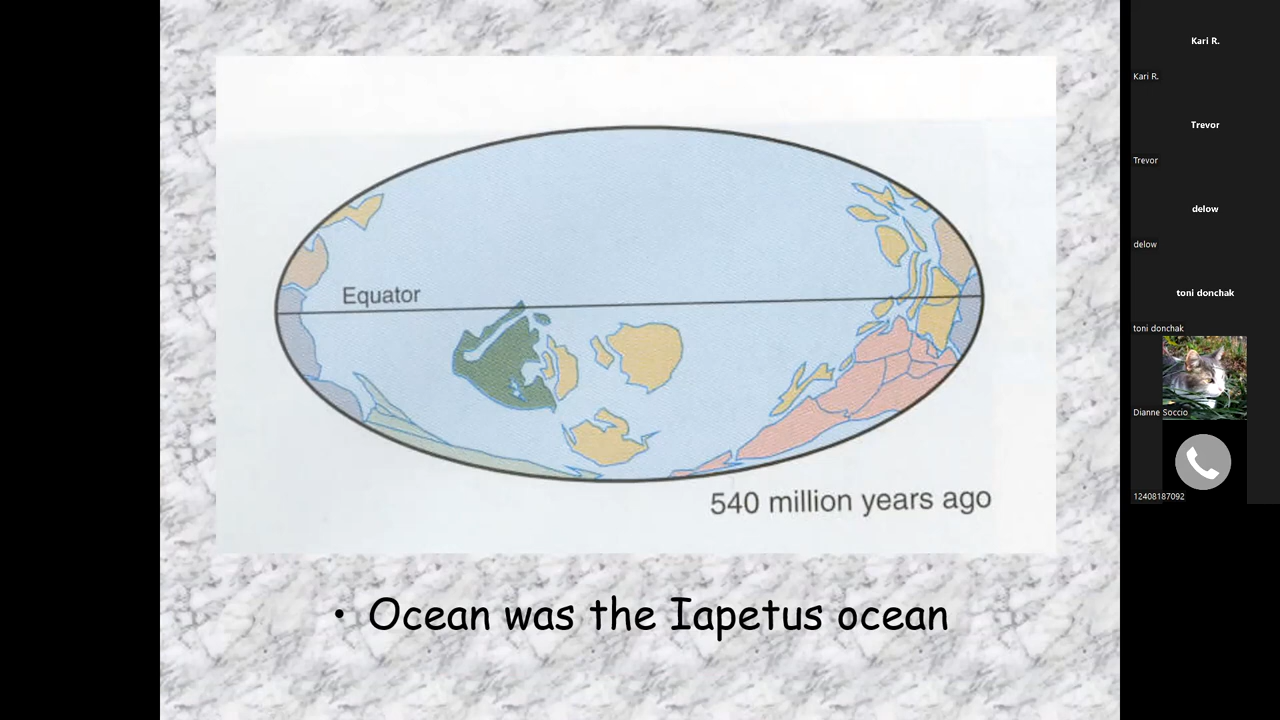 Equator
540 million years ago
• Ocean was the Iapetus ocean
Kari R.
Kari R.
Trevor
Trevor
delow
delow
toni donchak
toni donchak
Dianne Soccio
12408187092